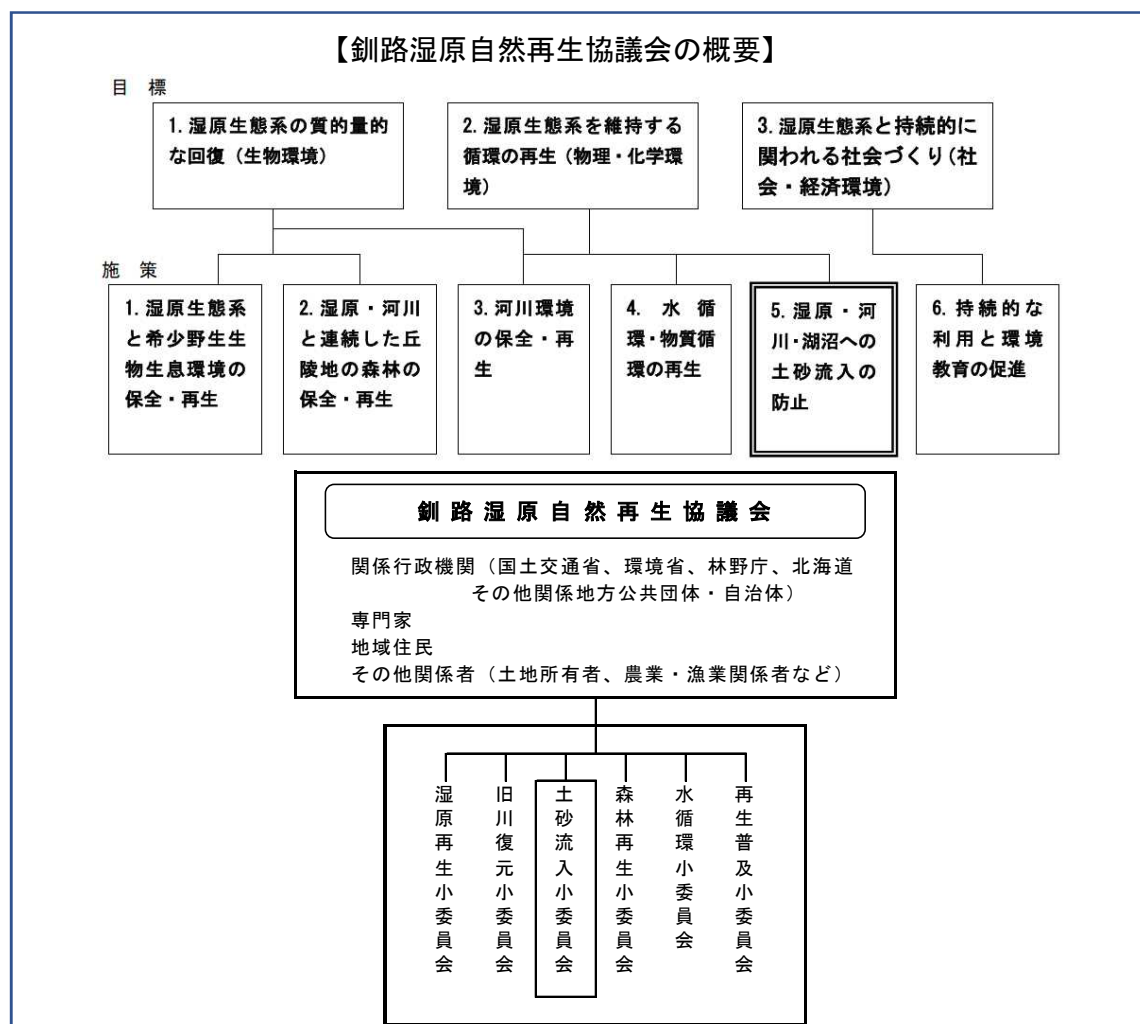 【釧路湿原自然再生協議会の概要】
目 標
1. 湿原生態系の質的量的
な回復（生物環境）
2. 湿原生態系を維持する
循環の再生（物理・化学環
境）
3. 湿原生態系と持続的に
関われる社会づくり（社
会・経済環境）
施 策
1. 湿原生態系
と希少野生生
物生息環境の
保全・再生
2. 湿原・河川
と連続した丘
陵地の森林の
保全・再生
3. 河川環境
の保全・再
生
4. 水循
環・物質循
環の再生
5. 湿原・河
川・湖沼への
土砂流入の
防止
6. 持続的な
利用と環境
教育の促進
釧路湿原自然再生協議会
関係行政機関（国土交通省、環境省、林野庁、北海道
その他関係地方公共団体・自治体）
専門家
地域住民
その他関係者（土地所有者、農業・漁業関係者など）
湿原再生小委員会
旧川復元小委員会
土砂流入小委員会
森林再生小委員会
水循環小委員会
再生普及小委員会